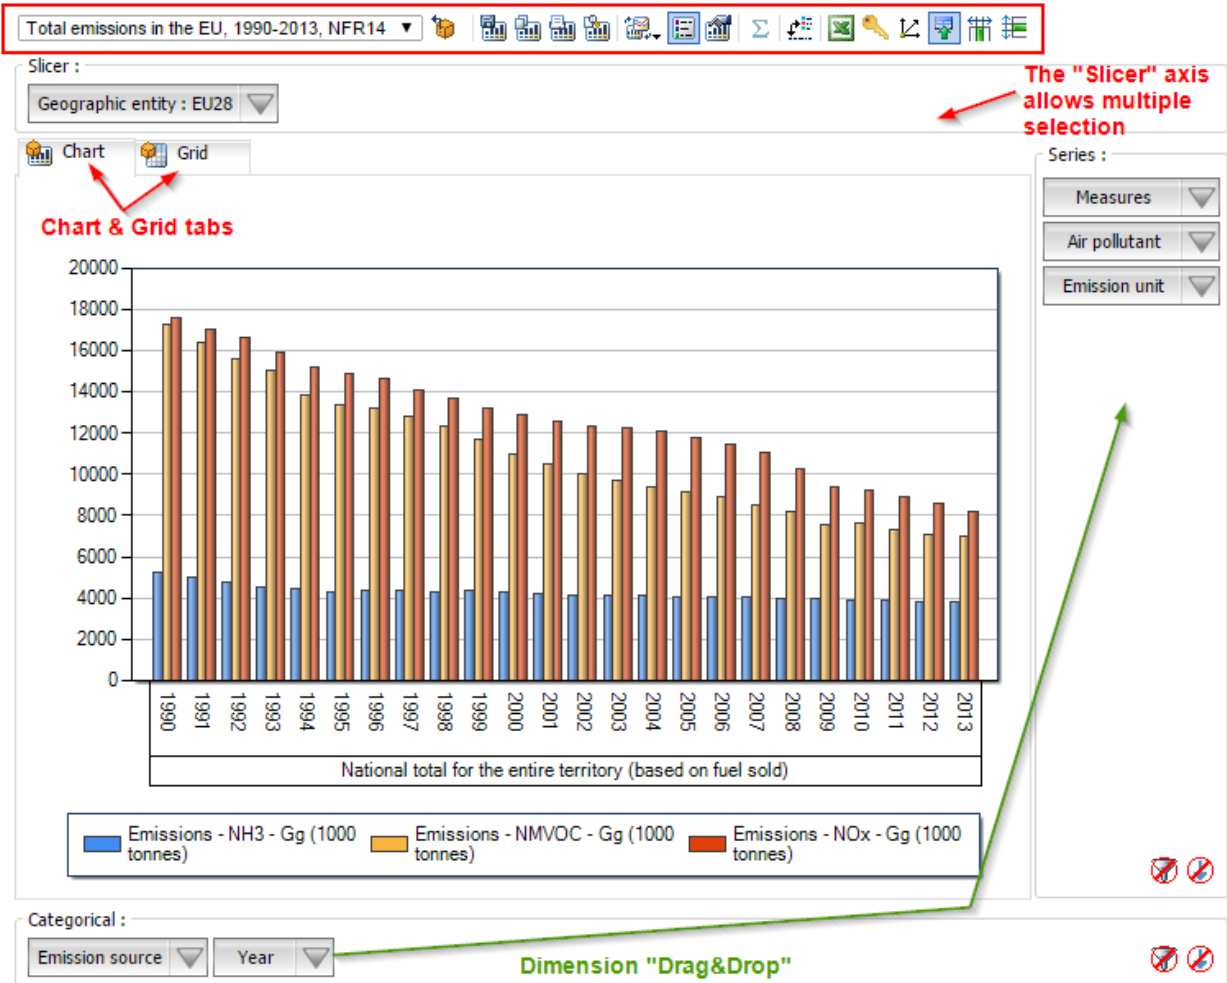 Total emissions in the EU, 1990-2013, NFR14
Slicer :
Geographic entity : EU28
The "Slicer" axis
allows multiple
selection
Chart
Grid
Series :
Measures
Air pollutant
Emission unit
Chart & Grid tabs
20000
18000
16000
14000
12000
10000
8000
6000
4000
2000
0
1990 1991 1992 1993 1994 1995 1996 1997 1998 1999 2000 2001 2002 2003 2004 2005 2006 2007 2008 2009 2010 2011 2012 2013
National total for the entire territory (based on fuel sold)
Emissions - NH3 - Gg (1000
tonnes)
Emissions - NMVOC - Gg (1000
tonnes)
Emissions - NOx - Gg (1000
tonnes)
Categorical :
Emission source
Year
Dimension "Drag&Drop"